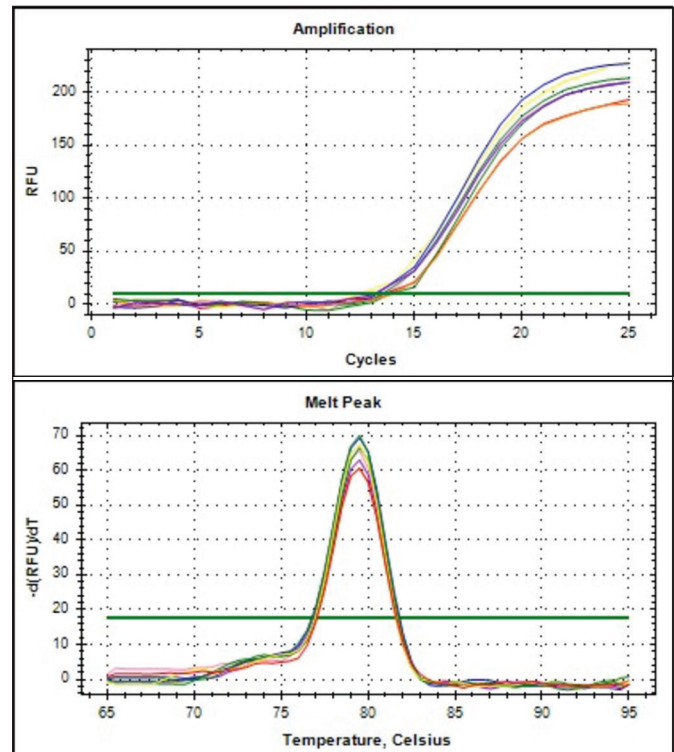 Amplification
200
150
100
50
0
RFU
0 5 10 15 20 25
Cycles
Melt Peak
70
60
50
40
30
20
10
0
-d(RFU)/dT
65 70 75 80 85 90 95
Temperature, Celsius